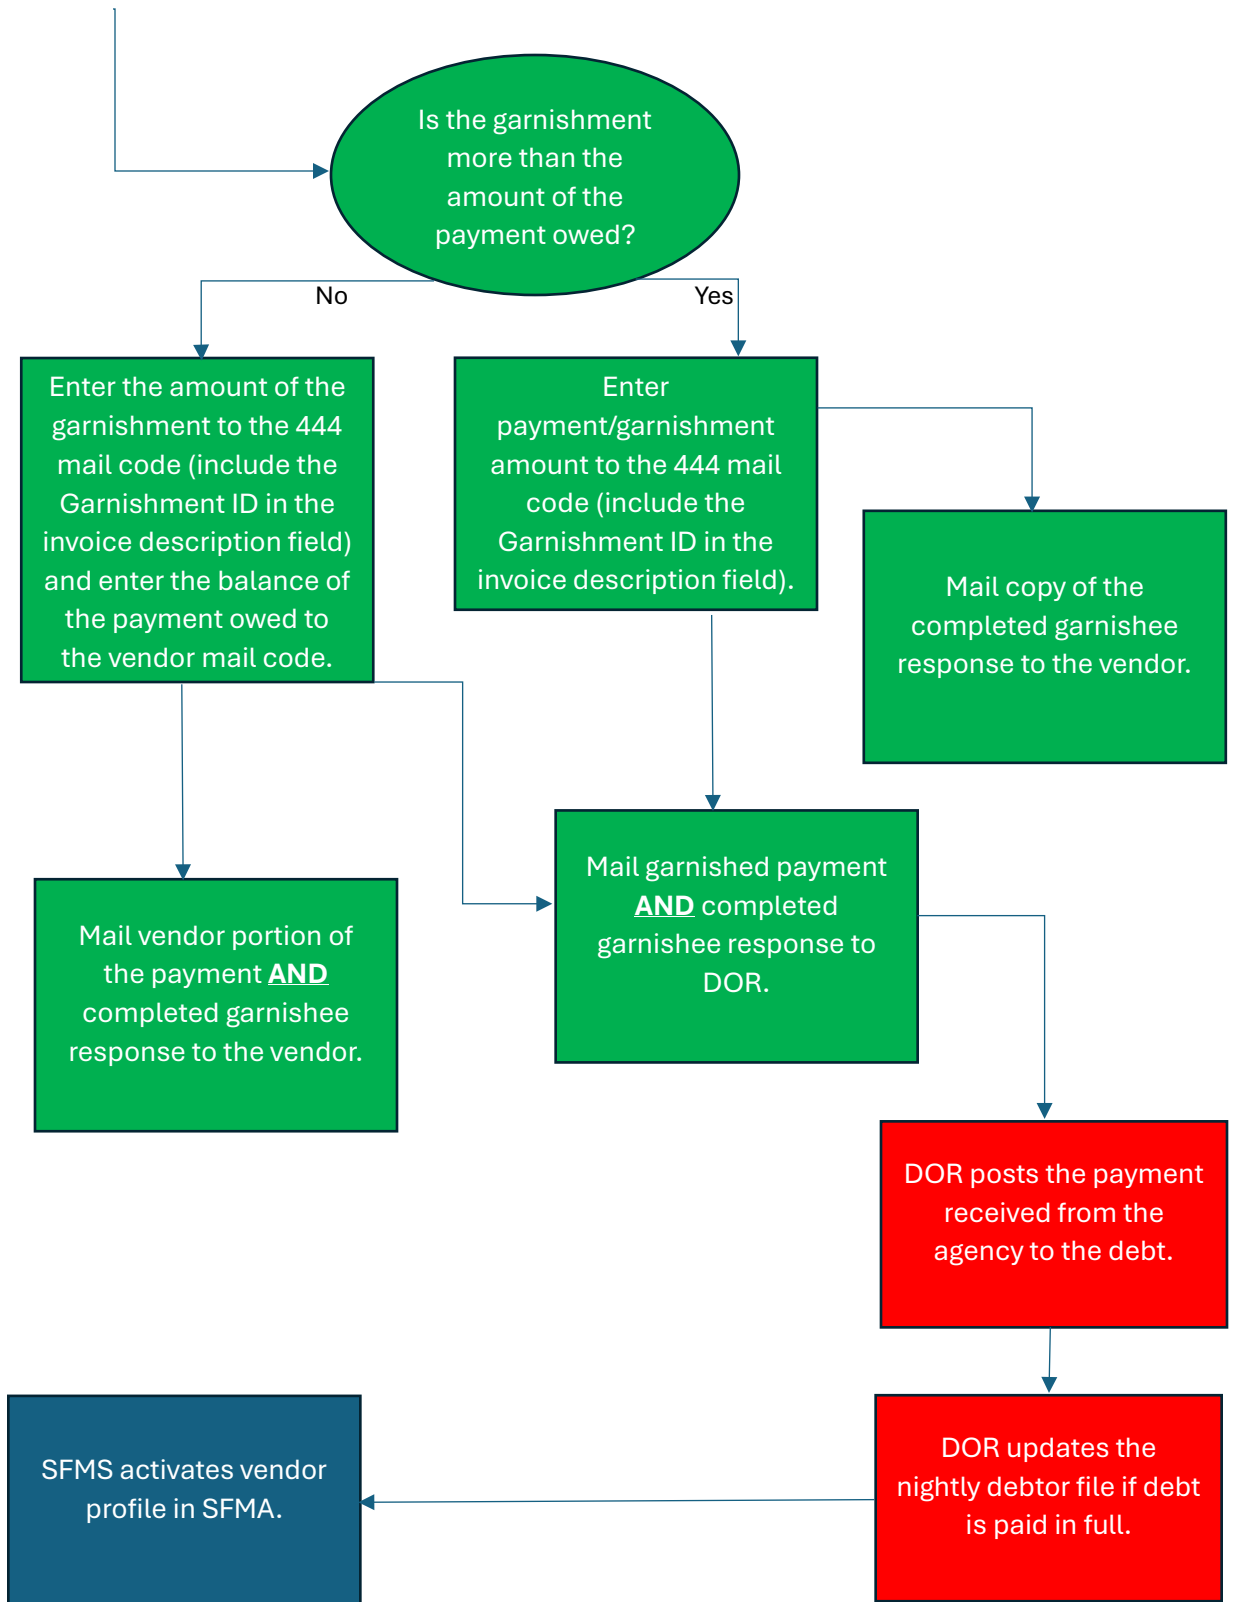 Is the garnishment
more than the
amount of the
payment owed?
No
Yes
Enter the amount of the
garnishment to the 444
mail code (include the
Garnishment ID in the
invoice description field)
and enter the balance of
the payment owed to
the vendor mail code.
Enter
payment/garnishment
amount to the 444 mail
code (include the
Garnishment ID in the
invoice description field).
Mail copy of the
completed garnishee
response to the vendor.
Mail vendor portion of
the payment AND
completed garnishee
response to the vendor.
Mail garnished payment
AND completed
garnishee response to
DOR.
DOR posts the payment
received from the
agency to the debt.
SFMS activates vendor
profile in SFMA.
DOR updates the
nightly debtor file if debt
is paid in full.